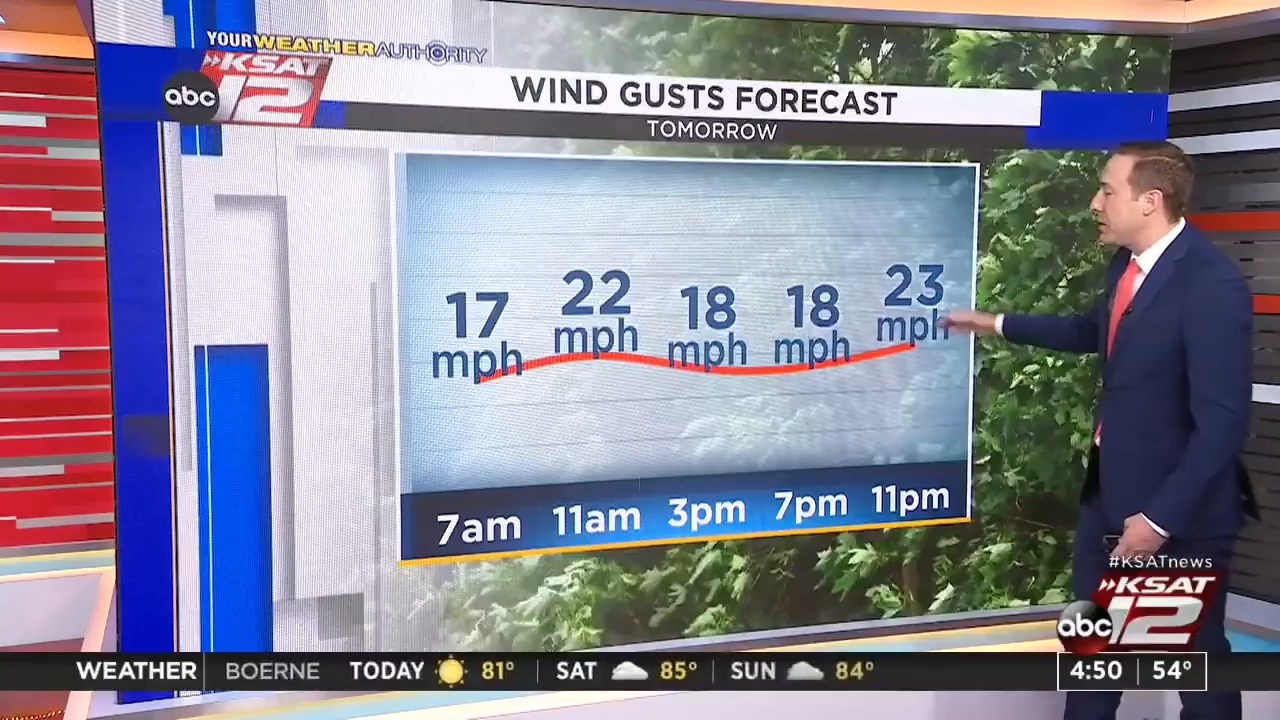 YOUR WEATHER AUTHORITY
KSAT
abc 12
WIND GUSTS FORECAST
TOMORROW
17 mph
22 mph
18 mph
18 mph
23 mph
7am 11am 3pm 7pm 11pm
#KSATnews
KSAT
abc 12
WEATHER BOERNE TODAY 81° SAT 85° SUN 84° 4:50 54°